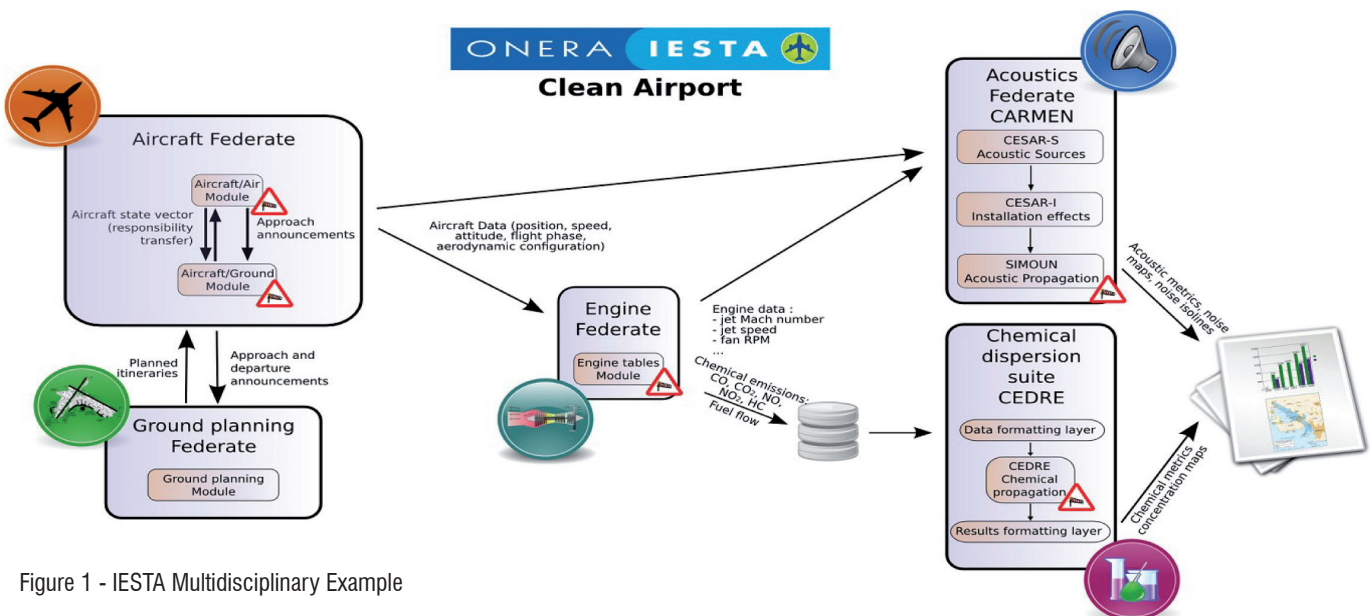 ONERA IESTA
Clean Airport
Aircraft Federate
Aircraft/Air
Module
Aircraft state vector
(responsibility
transfer)
Approach
announcements
Aircraft/Ground
Module
Planned
itineraries
Approach and
departure
announcements
Ground planning
Federate
Ground planning
Module
Aircraft Data (position, speed,
attitude, flight phase,
aerodynamic configuration)
Engine
Federate
Engine tables
Module
Engine data :
- jet Mach number
- jet speed
- fan RPM
...
Chemical emissions:
CO, CO₂, NO,
NO₂, HC
Fuel flow
Acoustics
Federate
CARMEN
CESAR-S
Acoustic Sources
CESAR-I
Installation effects
SIMOUN
Acoustic Propagation
Acoustic metrics, noise
maps, noise isolines
Chemical
dispersion
suite
CEDRE
Data formatting layer
CEDRE
Chemical
propagation
Results formatting layer
Chemical metrics
concentration maps
Figure 1 - IESTA Multidisciplinary Example